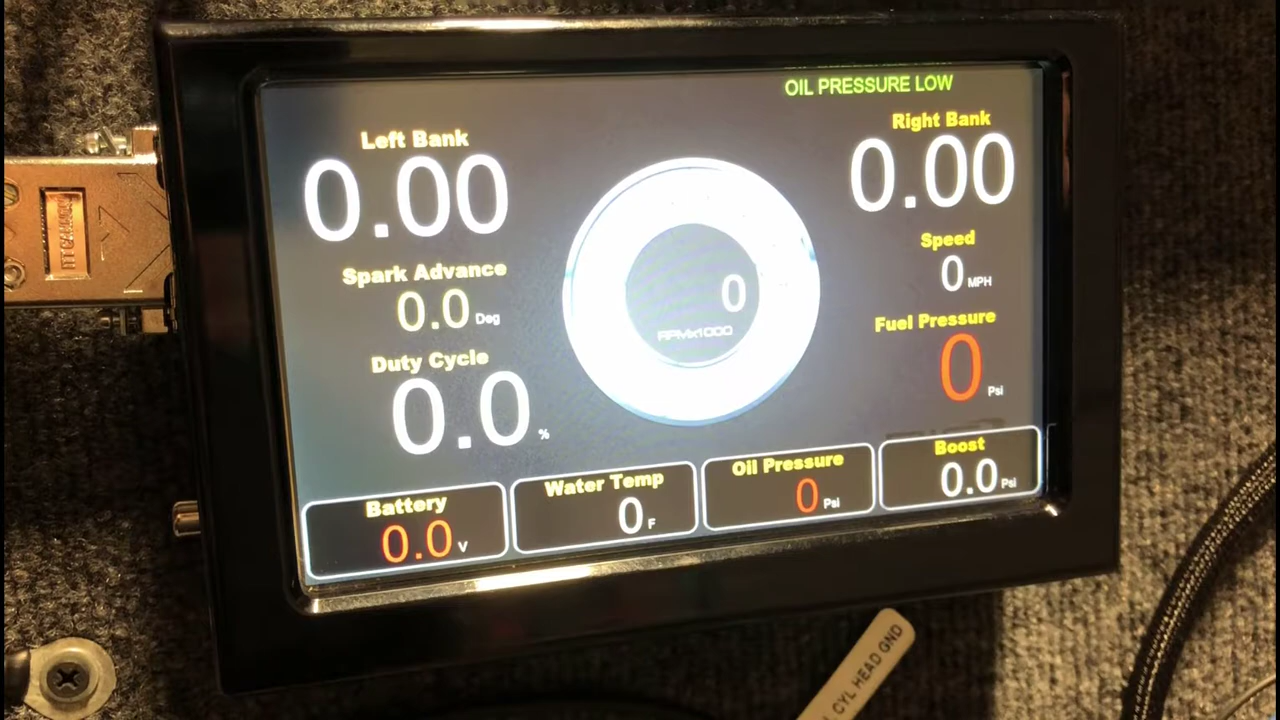 OIL PRESSURE LOW
Left Bank
0.00
Right Bank
0.00
Spark Advance
0.0 Deg
Speed
0 MPH
0
RPMx1000
Duty Cycle
0.0 %
Fuel Pressure
0 Psi
Battery
0.0 V
Water Temp
0 F
Oil Pressure
0 Psi
Boost
0.0 Psi
ITT CANNON
CYL HEAD GND